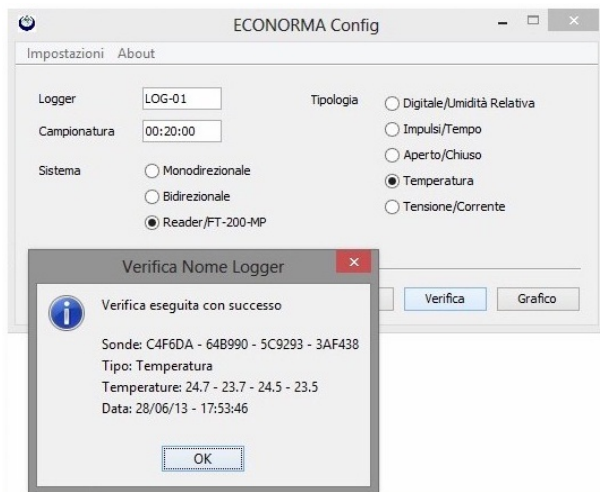 ECONORMA Config
Impostazioni About
Logger
LOG-01
Campionatura
00:20:00
Sistema
Monodirezionale
Bidirezionale
Reader/FT-200-MP
Tipologia
Digitale/Umidità Relativa
Impulsi/Tempo
Aperto/Chiuso
Temperatura
Tensione/Corrente
Verifica
Grafico
Verifica Nome Logger
Verifica eseguita con successo
Sonde: C4F6DA - 64B990 - 5C9293 - 3AF438
Tipo: Temperatura
Temperature: 24.7 - 23.7 - 24.5 - 23.5
Data: 28/06/13 - 17:53:46
OK